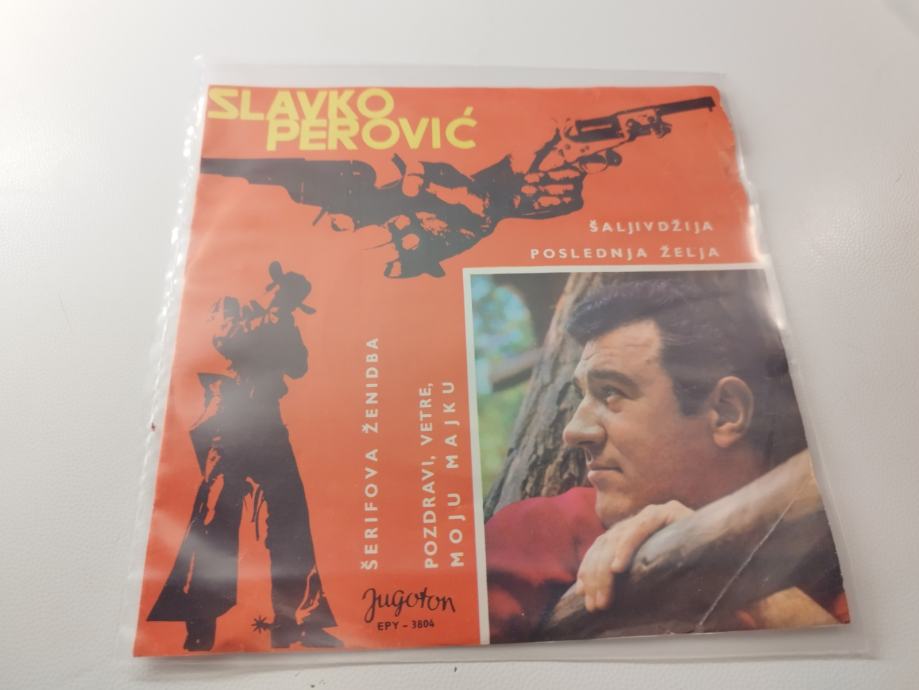 SLAVKO
PEROVIĆ
ŠALJIVDŽIJA
POSLEDNJA ŽELJA
ŠERIFOVA ŽENIDBA
POZDRAVI, VETRE,
MOJU MAJKU
Jugoton
EPY - 3804